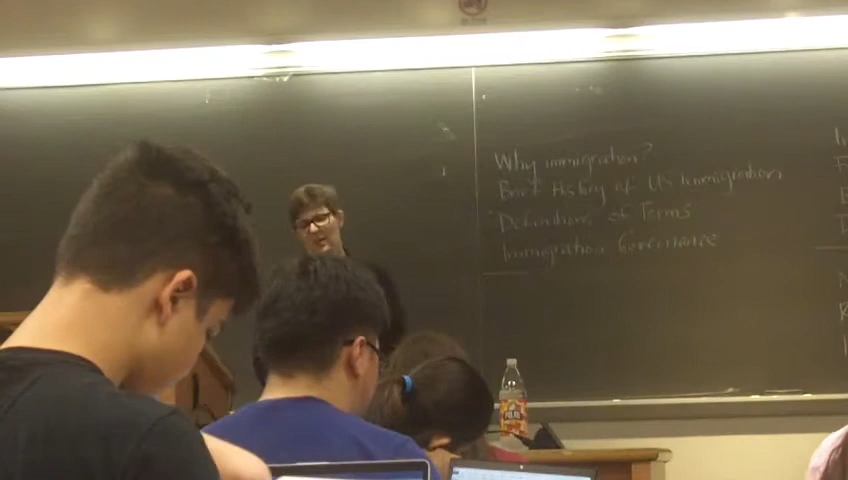 Why immigration?
Brief History of US Immigration
Definitions of Terms
Immigration Governance